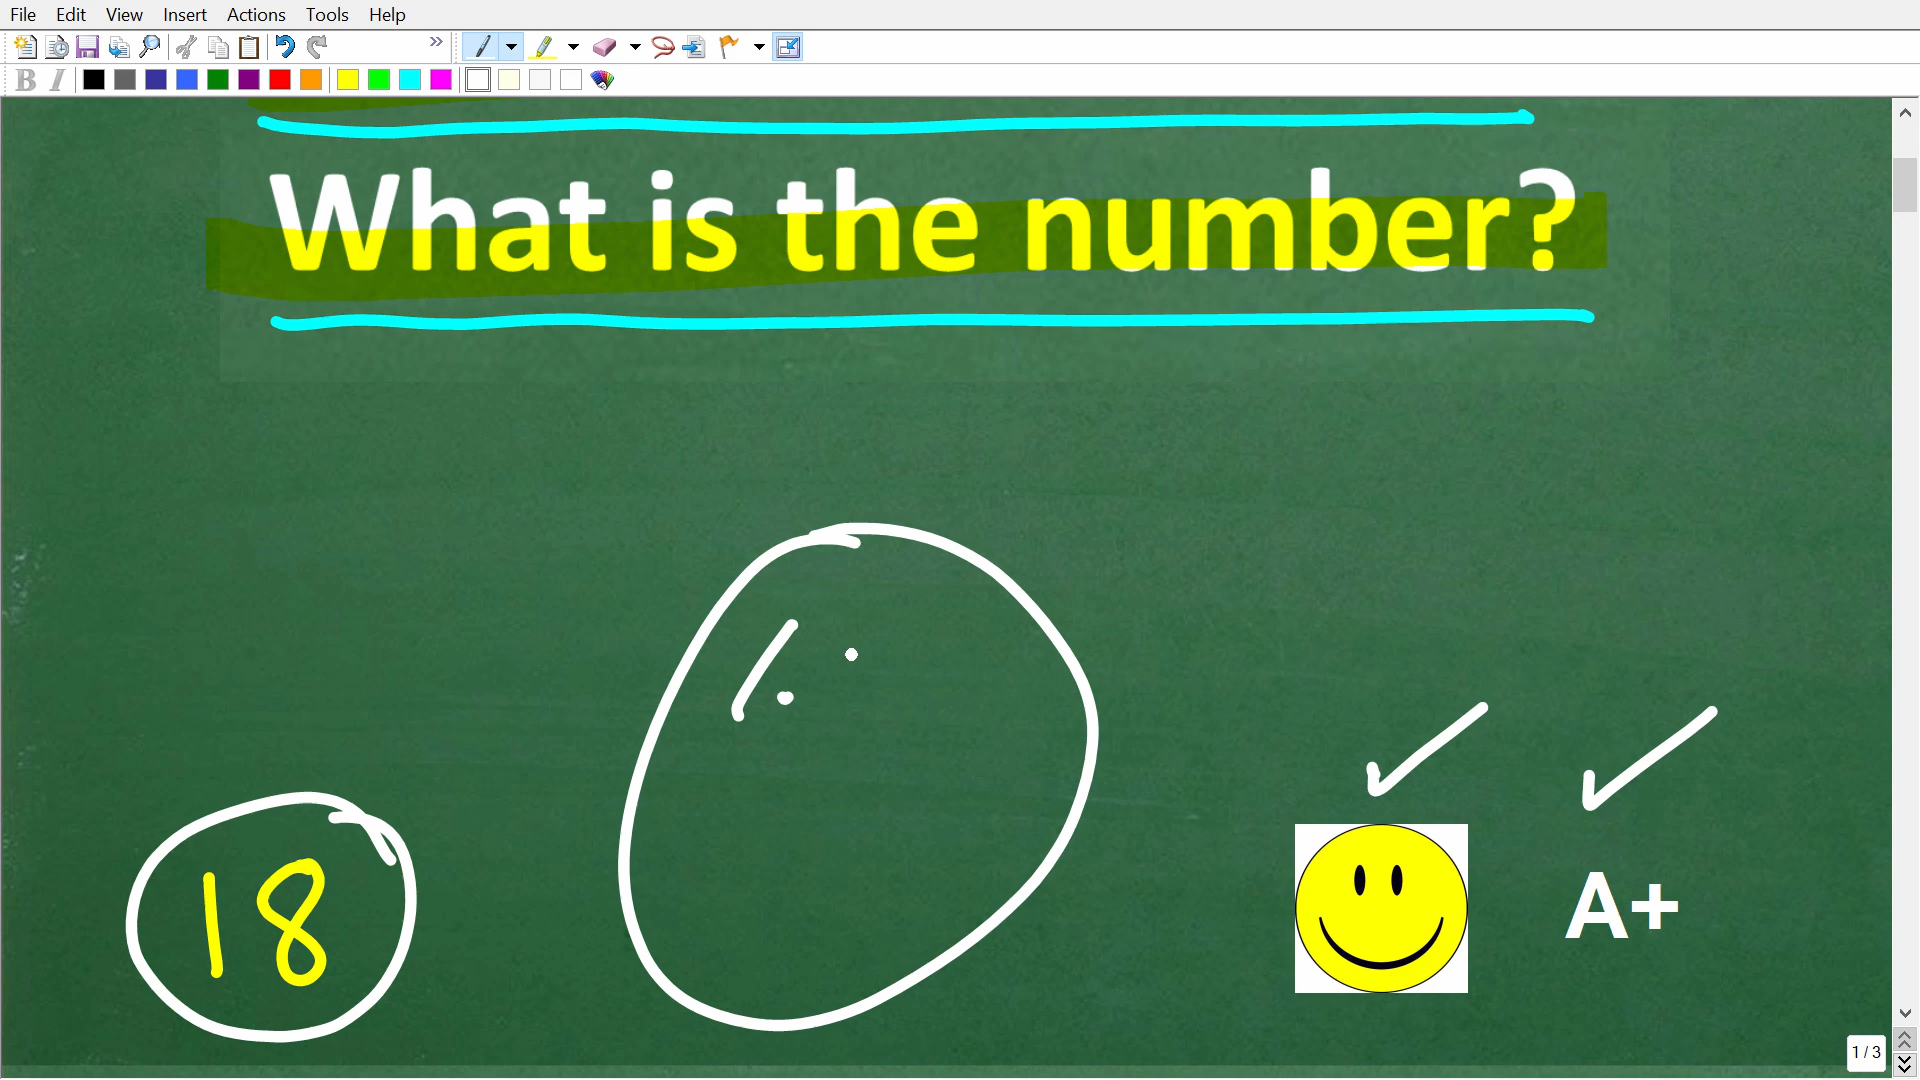 File Edit View Insert Actions Tools Help
B I
What is the number?
18
A+
1 / 3